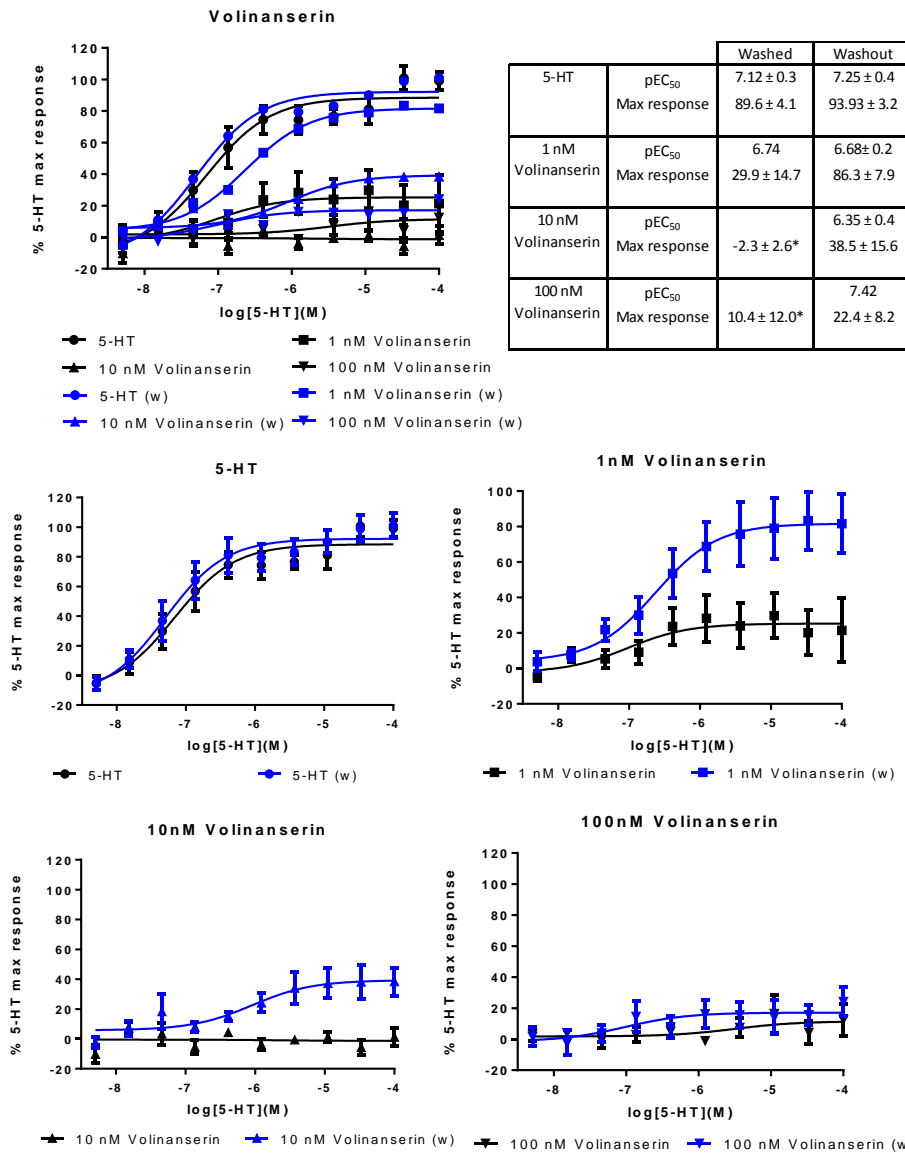 Volinanserin
120
100
80
60
40
20
0
-20
% 5-HT max response
-8 -7 -6 -5 -4
log[5-HT](M)
5-HT
1 nM Volinanserin
10 nM Volinanserin
100 nM Volinanserin
5-HT (w)
1 nM Volinanserin (w)
10 nM Volinanserin (w)
100 nM Volinanserin (w)
Washed Washout
5-HT pEC50 7.12 ± 0.3 7.25 ± 0.4
Max response 89.6 ± 4.1 93.93 ± 3.2
1 nM pEC50 6.74 6.68± 0.2
Volinanserin Max response 29.9 ± 14.7 86.3 ± 7.9
10 nM pEC50 6.35 ± 0.4
Volinanserin Max response -2.3 ± 2.6* 38.5 ± 15.6
100 nM pEC50 7.42
Volinanserin Max response 10.4 ± 12.0* 22.4 ± 8.2
5-HT
120
100
80
60
40
20
0
-20
% 5-HT max response
-8 -7 -6 -5 -4
log[5-HT](M)
5-HT
5-HT (w)
1nM Volinanserin
100
80
60
40
20
0
-20
% 5-HT max response
-8 -7 -6 -5 -4
log[5-HT](M)
1 nM Volinanserin
1 nM Volinanserin (w)
10nM Volinanserin
120
100
80
60
40
20
0
-20
% 5-HT max response
-8 -7 -6 -5 -4
log[5-HT](M)
10 nM Volinanserin
10 nM Volinanserin (w)
100nM Volinanserin
120
100
80
60
40
20
0
-20
% 5-HT max response
-8 -7 -6 -5 -4
log[5-HT](M)
100 nM Volinanserin
100 nM Volinanserin (w